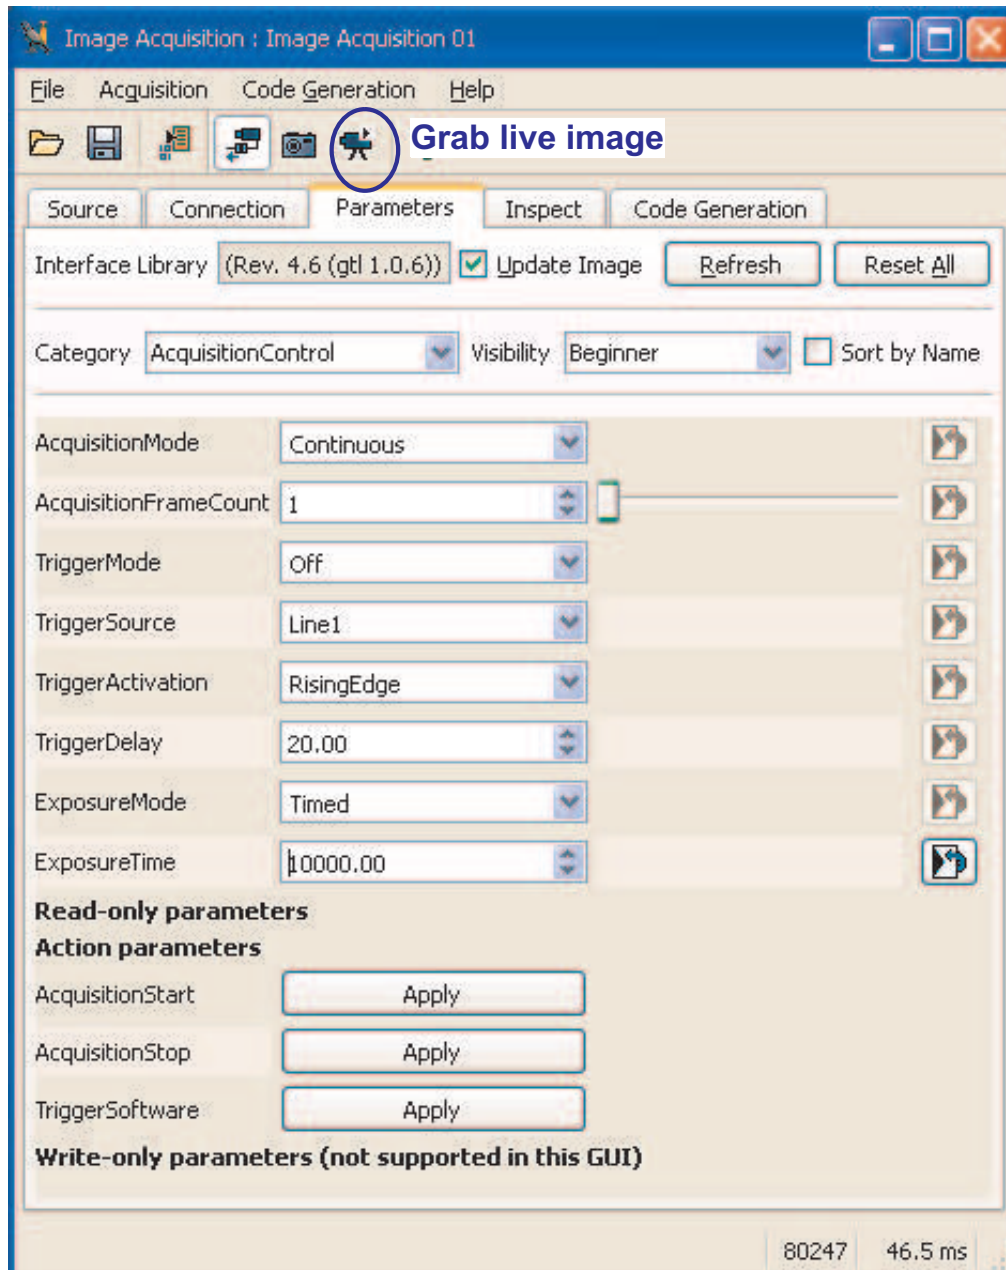 Image Acquisition : Image Acquisition 01
File Acquisition Code Generation Help
Grab live image
Source Connection Parameters Inspect Code Generation
Interface Library (Rev. 4.6 (gtl 1.0.6)) Update Image Refresh Reset All
Category AcquisitionControl Visibility Beginner Sort by Name
AcquisitionMode Continuous
AcquisitionFrameCount 1
TriggerMode Off
TriggerSource Line1
TriggerActivation RisingEdge
TriggerDelay 20.00
ExposureMode Timed
ExposureTime 10000.00
Read-only parameters
Action parameters
AcquisitionStart Apply
AcquisitionStop Apply
TriggerSoftware Apply
Write-only parameters (not supported in this GUI)
80247 46.5 ms